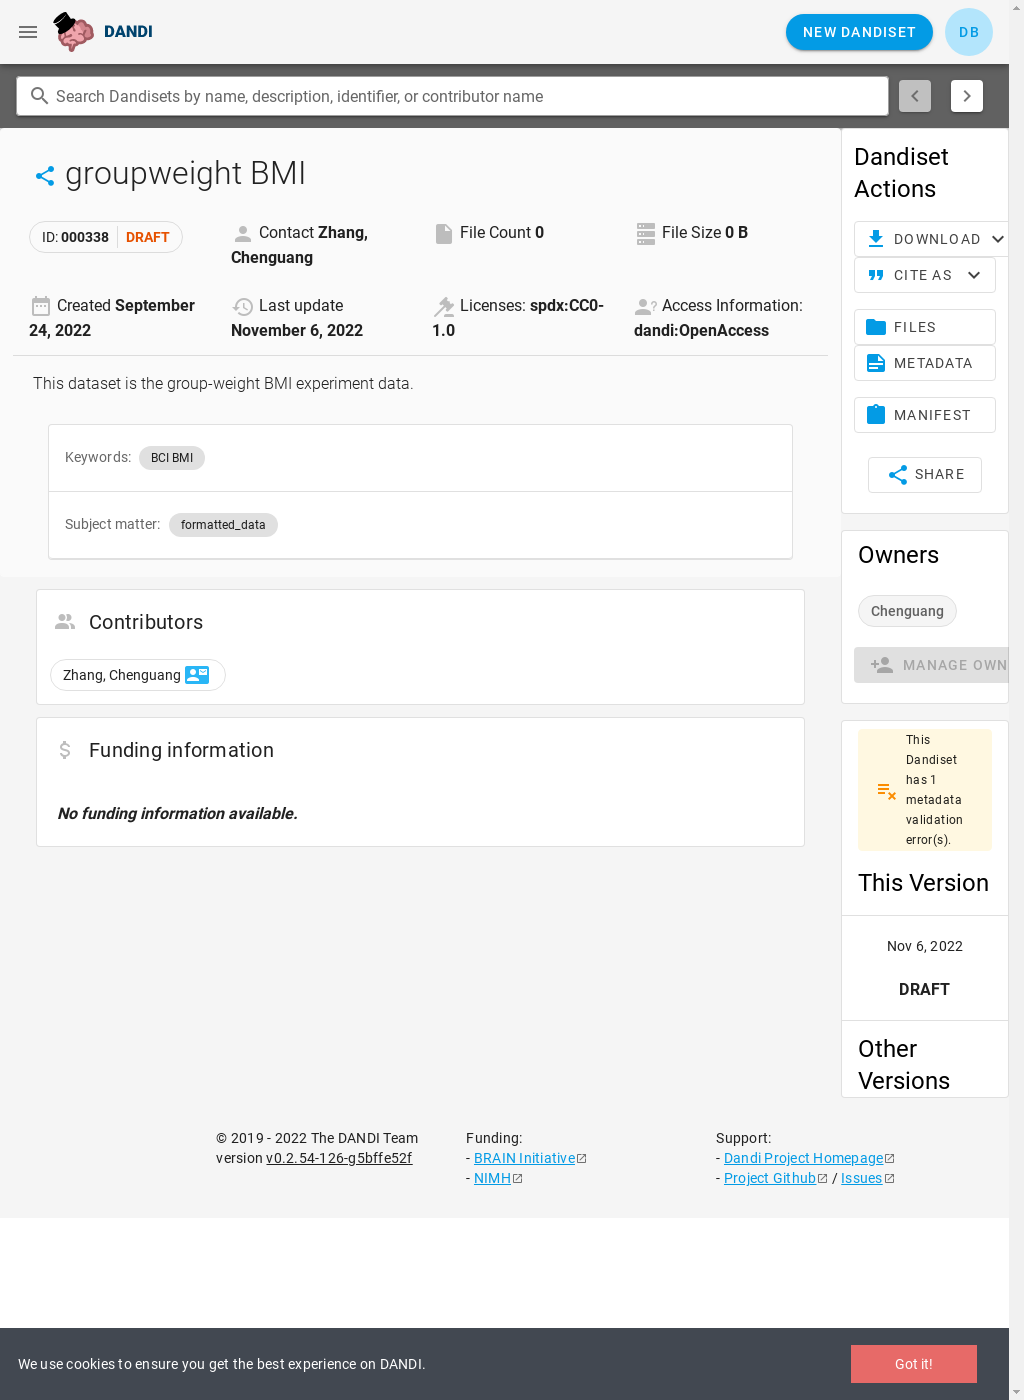 DANDI
NEW DANDISET
DB
Search Dandisets by name, description, identifier, or contributor name
groupweight BMI
ID: 000338 DRAFT
Contact Zhang, Chenguang
File Count 0
File Size 0 B
Created September 24, 2022
Last update November 6, 2022
Licenses: spdx:CC0-1.0
Access Information: dandi:OpenAccess
This dataset is the group-weight BMI experiment data.
Keywords: BCI BMI
Subject matter: formatted_data
Contributors
Zhang, Chenguang
Funding information
No funding information available.
Dandiset
Actions
DOWNLOAD
CITE AS
FILES
METADATA
MANIFEST
SHARE
Owners
Chenguang
MANAGE OWN
This
Dandiset
has 1
metadata
validation
error(s).
This Version
Nov 6, 2022
DRAFT
Other
Versions
© 2019 - 2022 The DANDI Team
version v0.2.54-126-g5bffe52f
Funding:
- BRAIN Initiative
- NIMH
Support:
- Dandi Project Homepage
- Project Github / Issues
We use cookies to ensure you get the best experience on DANDI.
Got it!